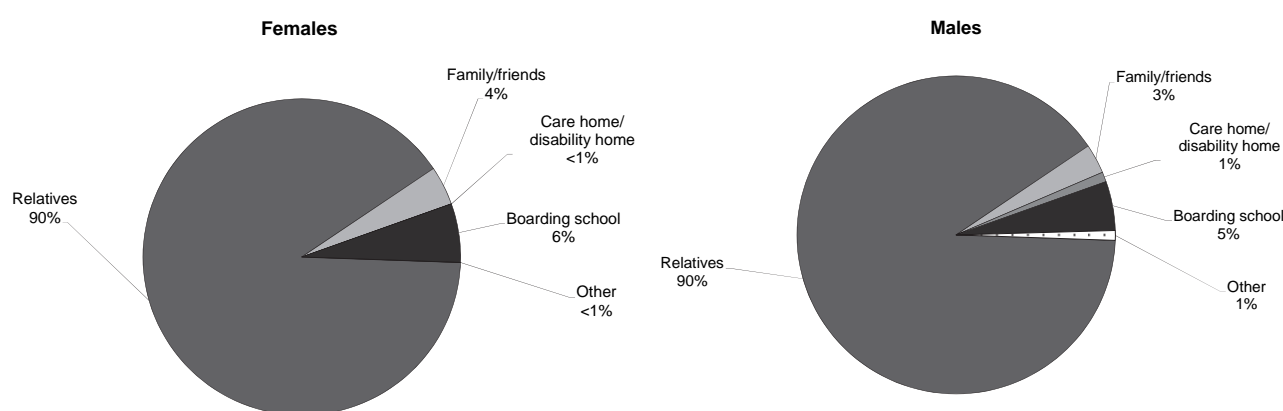 Females
Family/friends
4%
Care home/
disability home
<1%
Relatives
90%
Boarding school
6%
Other
<1%
Males
Family/friends
3%
Care home/
disability home
1%
Boarding school
5%
Relatives
90%
Other
1%